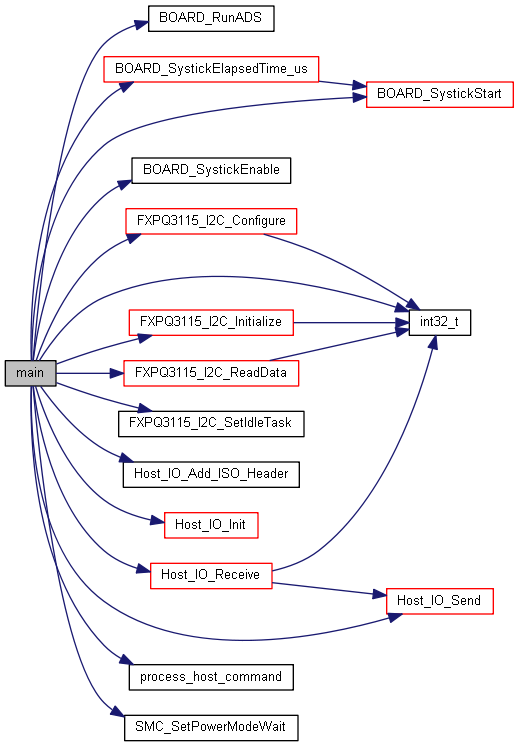 BOARD_RunADS
BOARD_SystickElapsedTime_us
BOARD_SystickStart
BOARD_SystickEnable
FXPQ3115_I2C_Configure
FXPQ3115_I2C_Initialize
int32_t
main
FXPQ3115_I2C_ReadData
FXPQ3115_I2C_SetIdleTask
Host_IO_Add_ISO_Header
Host_IO_Init
Host_IO_Receive
Host_IO_Send
process_host_command
SMC_SetPowerModeWait